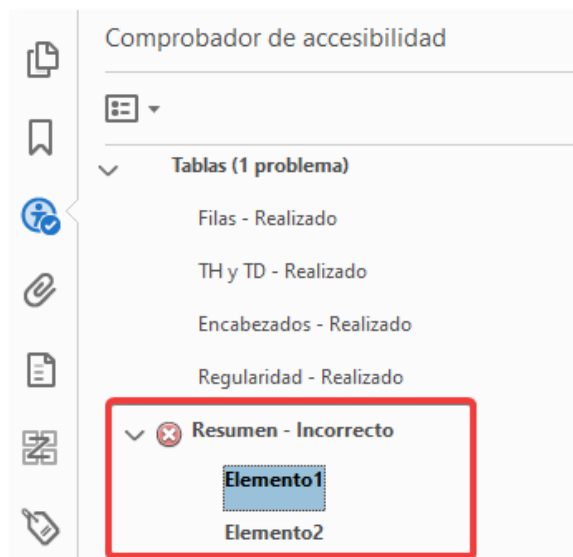 Comprobador de accesibilidad
Tablas (1 problema)
Filas - Realizado
TH y TD - Realizado
Encabezados - Realizado
Regularidad - Realizado
Resumen - Incorrecto
Elemento1
Elemento2